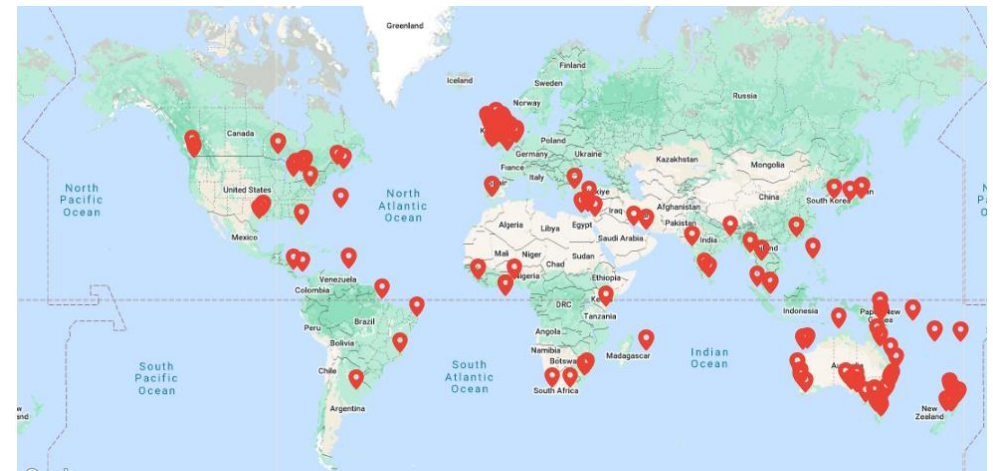 Greenland
Iceland
Finland
Sweden
Norway
Russia
Canada
Poland
Germany
Ukraine
France
Italy
Kazakhstan
Mongolia
North
Pacific
Ocean
United States
North
Atlantic
Ocean
South Korea
China
Afghanistan
Iraq
Pakistan
Algeria
Libya
Egypt
Saudi Arabia
India
Mexico
Mali
Niger
Chad
Sudan
Nigeria
Ethiopia
Venezuela
Colombia
DRC
Tanzania
Indonesia
Peru
Brazil
Angola
Bolivia
Namibia
Madagascar
South
Pacific
Ocean
South
Atlantic
Ocean
Indian
Ocean
Chile
South Africa
Argentina
New
Zealand